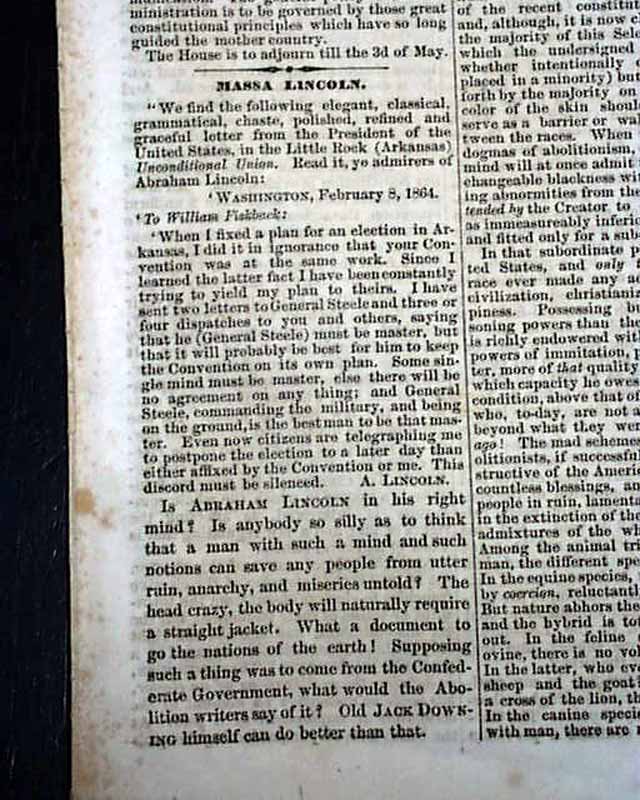 ministration is to be governed by those great
constitutional principles which have so long
guided the mother country.
The House is to adjourn till the 3d of May.
MASSA LINCOLN.
"We find the following elegant, classical,
grammatical, chaste, polished, refined and
graceful letter from the President of the
United States, in the Little Rock (Arkansas)
Unconditional Union. Read it, ye admirers of
Abraham Lincoln:
'WASHINGTON, February 8, 1864.
'To William Fishback:
'When I fixed a plan for an election in Ar-
kansas, I did it in ignorance that your Con-
vention was at the same work. Since I
learned the latter fact I have been constantly
trying to yield my plan to theirs. I have
sent two letters to General Steele and three or
four dispatches to you and others, saying
that he (General Steele) must be master, but
that it will probably be best for him to keep
the Convention on its own plan. Some sin-
gle mind must be master, else there will be
no agreement on any thing; and General
Steele, commanding the military, and being
on the ground, is the best man to be that mas-
ter. Even now citizens are telegraphing me
to postpone the election to a later day than
either affixed by the Convention or me. This
discord must be silenced. A. LINCOLN.
Is ABRAHAM LINCOLN in his right
mind? Is anybody so silly as to think
that a man with such a mind and such
notions can save any people from utter
ruin, anarchy, and miseries untold? The
head crazy, the body will naturally require
a straight jacket. What a document to
go the nations of the earth! Supposing
such a thing was to come from the Confed-
erate Government, what would the Abo-
lition writers say of it? Old JACK DOWN-
ING himself can do better than that.
of the recent
and, although, it is now
the majority of this
which the undersigned
whether intentionally
placed in a minority) but
forth by the majority on
color of the skin
serve as a barrier or
tween the races. When
dogmas of abolitionism,
mind will at once admit
changeable blackness
ing abnormities from the
tended by the Creator to
as immeasurably
and fitted only for a
In that subordinate
ted States, and only
race ever made any
civilization,
piness. Possessing
soning powers than
is richly endowed
powers of immitation,
ter, more of that quality
which capacity he owes
condition, above that of
who, to-day, are not
beyond what they
ago! The mad schemes
olitionists, if successful
structive of the
countless blessings,
people in ruin,
in the extinction of the
admixtures of the
Among the animal
man, the different
In the equine species,
by coercion,
But nature abhors the
and the hybrid is
out. In the feline
ovine, there is no
In the latter, who
sheep and the goat
a cross of the lion,
In the canine
with man, there are